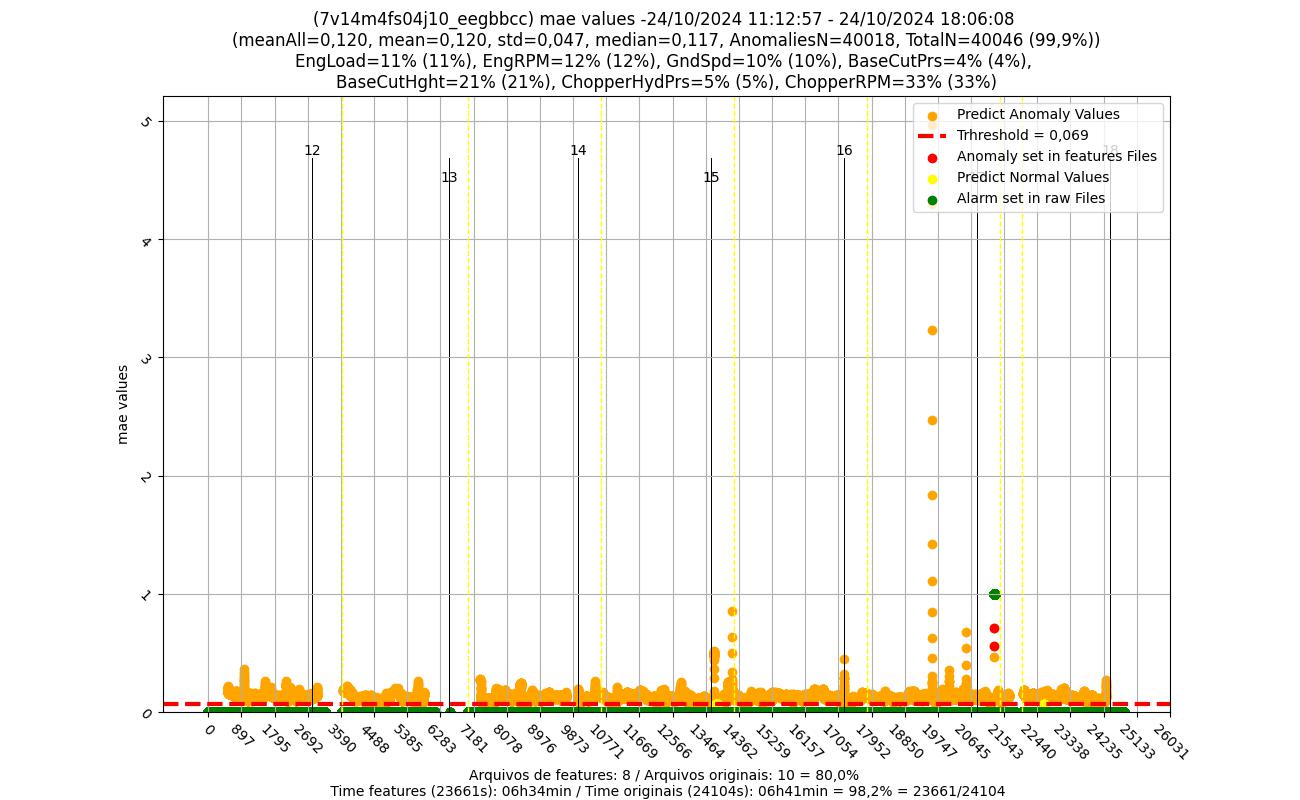 (7v14m4fs04j10_eegbbcc) mae values -24/10/2024 11:12:57 - 24/10/2024 18:06:08
(meanAll=0,120, mean=0,120, std=0,047, median=0,117, AnomaliesN=40018, TotalN=40046 (99,9%))
EngLoad=11% (11%), EngRPM=12% (12%), GndSpd=10% (10%), BaseCutPrs=4% (4%),
BaseCutHght=21% (21%), ChopperHydPrs=5% (5%), ChopperRPM=33% (33%)
Predict Anomaly Values
Trhreshold = 0,069
Anomaly set in features Files
Predict Normal Values
Alarm set in raw Files
12 13 14 15 16 18
5
4
3
2
1
0
mae values
0 897 1795 2692 3590 4488 5385 6283 7181 8078 8976 9873 10771 11669 12566 13464 14362 15259 16157 17054 17952 18850 19747 20645 21543 22440 23338 24235 25133 26031
Arquivos de features: 8 / Arquivos originais: 10 = 80,0%
Time features (23661s): 06h34min / Time originais (24104s): 06h41min = 98,2% = 23661/24104